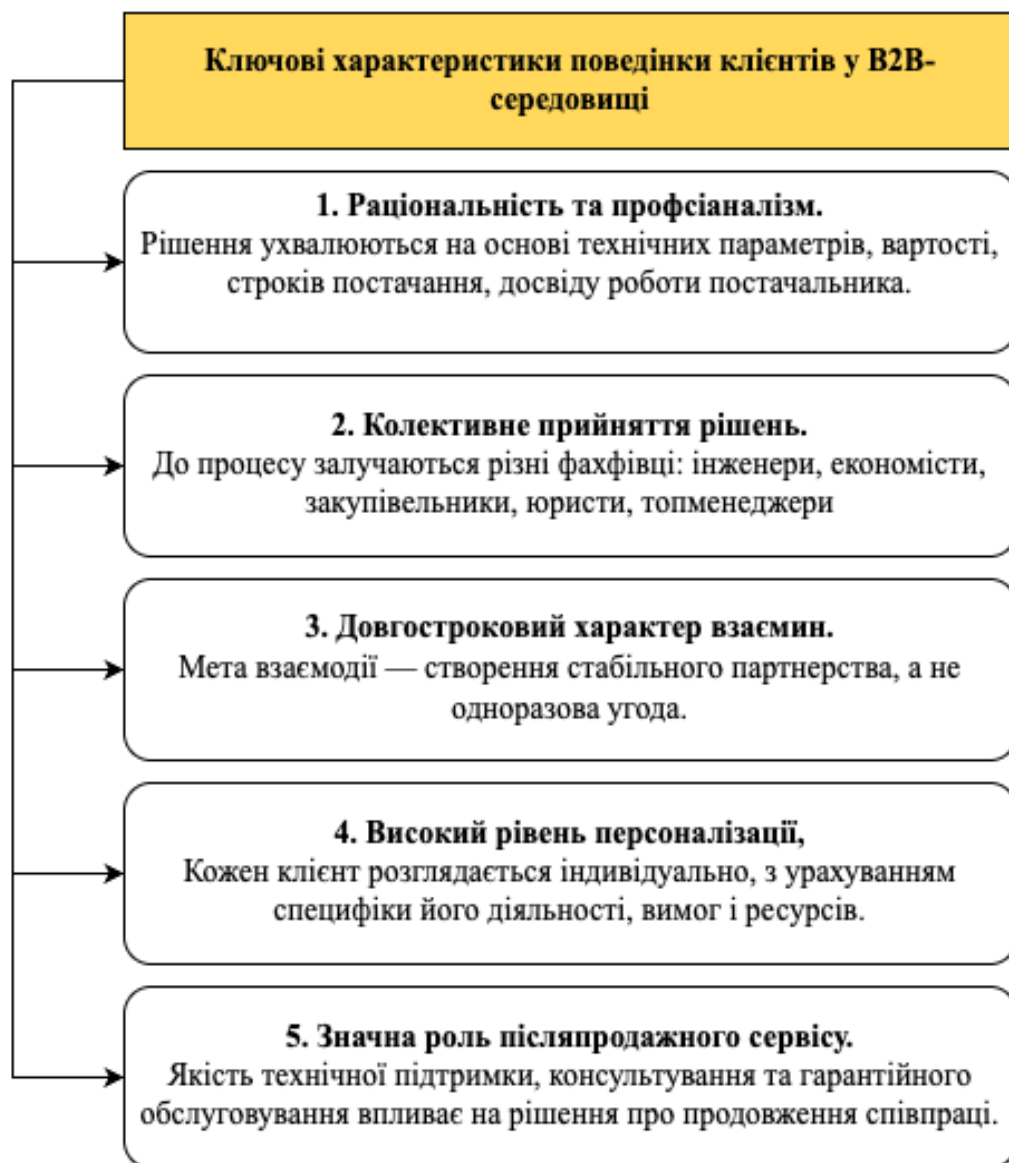 Ключові характеристики поведінки клієнтів у B2B-
середовищі
1. Раціональність та профсіаналізм.
Рішення ухвалюються на основі технічних параметрів, вартості,
строків постачання, досвіду роботи постачальника.
2. Колективне прийняття рішень.
До процесу залучаються різні фахфівці: інженери, економісти,
закупівельники, юристи, топменеджери
3. Довгостроковий характер взаємин.
Мета взаємодії — створення стабільного партнерства, а не
одноразова угода.
4. Високий рівень персоналізації,
Кожен клієнт розглядається індивідуально, з урахуванням
специфіки його діяльності, вимог і ресурсів.
5. Значна роль післяпродажного сервісу.
Якість технічної підтримки, консультування та гарантійного
обслуговування впливає на рішення про продовження співпраці.